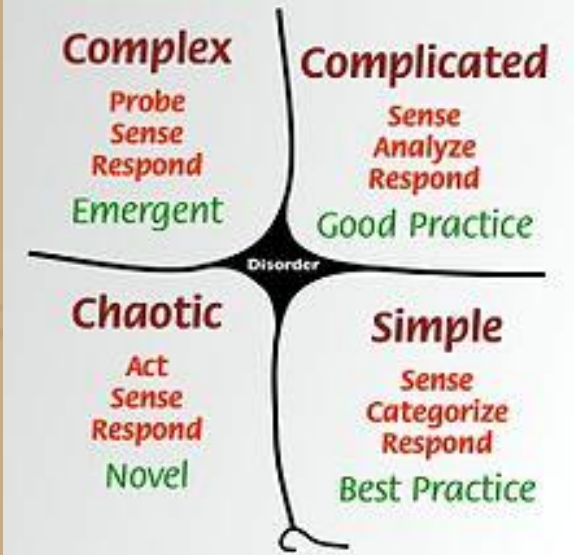 Complex
Probe
Sense
Respond
Emergent
Complicated
Sense
Analyze
Respond
Good Practice
Disorder
Chaotic
Act
Sense
Respond
Novel
Simple
Sense
Categorize
Respond
Best Practice